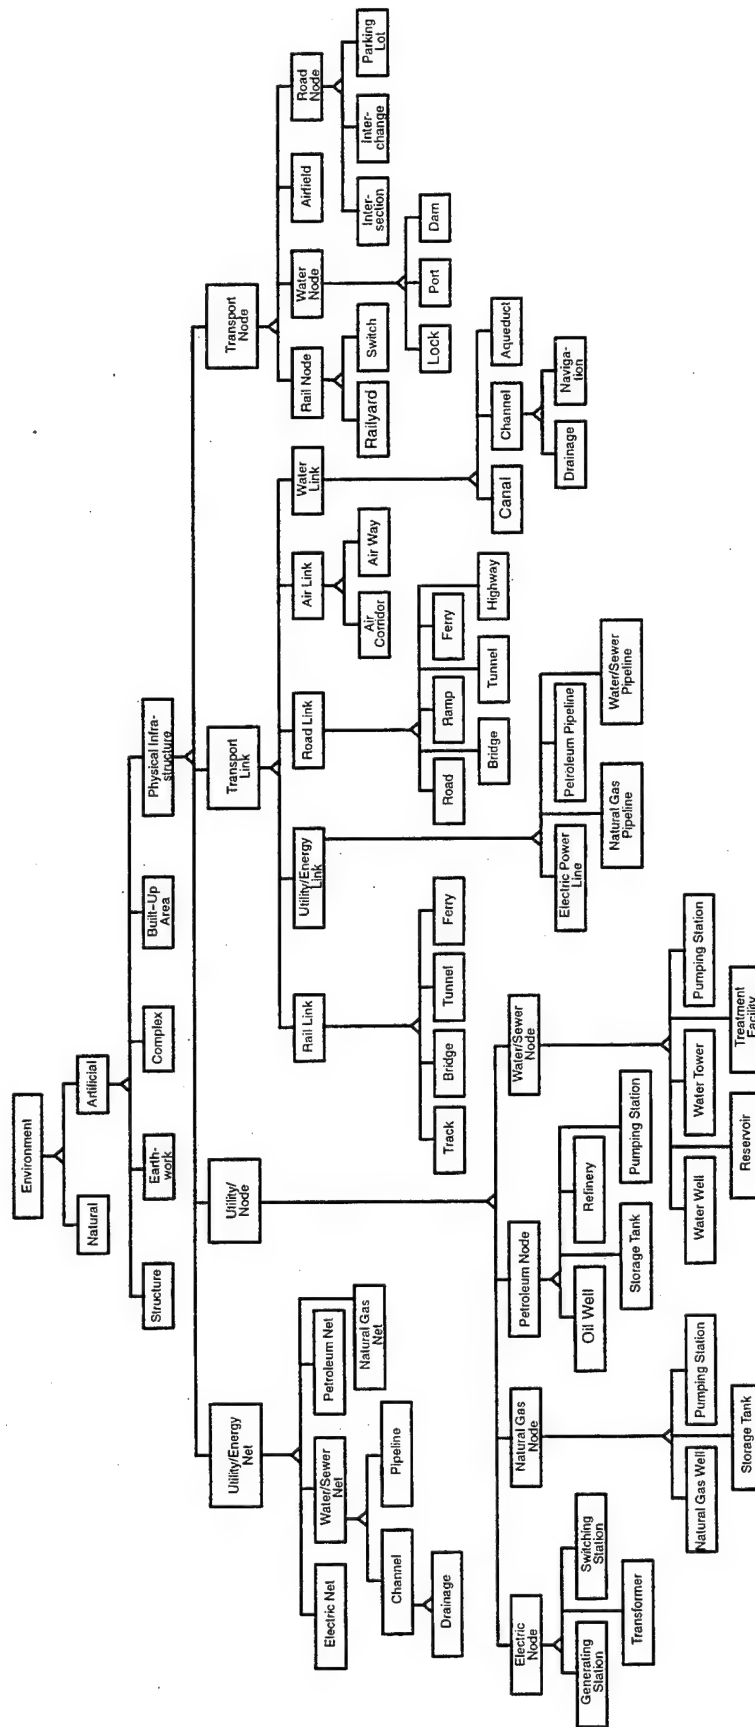 Environment
Natural
Artificial
Structure
Earth-
work
Complex
Built-Up
Area
Physical Infra-
structure
Utility/Energy
Net
Utility/
Node
Transport
Link
Transport
Node
Electric Net
Water/Sewer
Net
Petroleum Net
Natural Gas
Net
Channel
Pipeline
Drainage
Rail Link
Utility/Energy
Link
Road Link
Air Link
Water
Link
Rail Node
Water
Node
Airfield
Road
Node
Track
Bridge
Tunnel
Ferry
Road
Bridge
Ramp
Tunnel
Ferry
Highway
Air
Corridor
Air Way
Railyard
Switch
Inter-
section
Inter-
change
Parking
Lot
Lock
Port
Dam
Canal
Channel
Aqueduct
Drainage
Naviga-
tion
Electric Power
Line
Natural Gas
Pipeline
Petroleum Pipeline
Water/Sewer
Pipeline
Electric
Node
Natural Gas
Node
Petroleum Node
Water/Sewer
Node
Generating
Station
Transformer
Switching
Station
Natural Gas Well
Storage Tank
Pumping Station
Oil Well
Storage Tank
Refinery
Pumping Station
Water Well
Reservoir
Water Tower
Treatment
Facility
Pumping Station